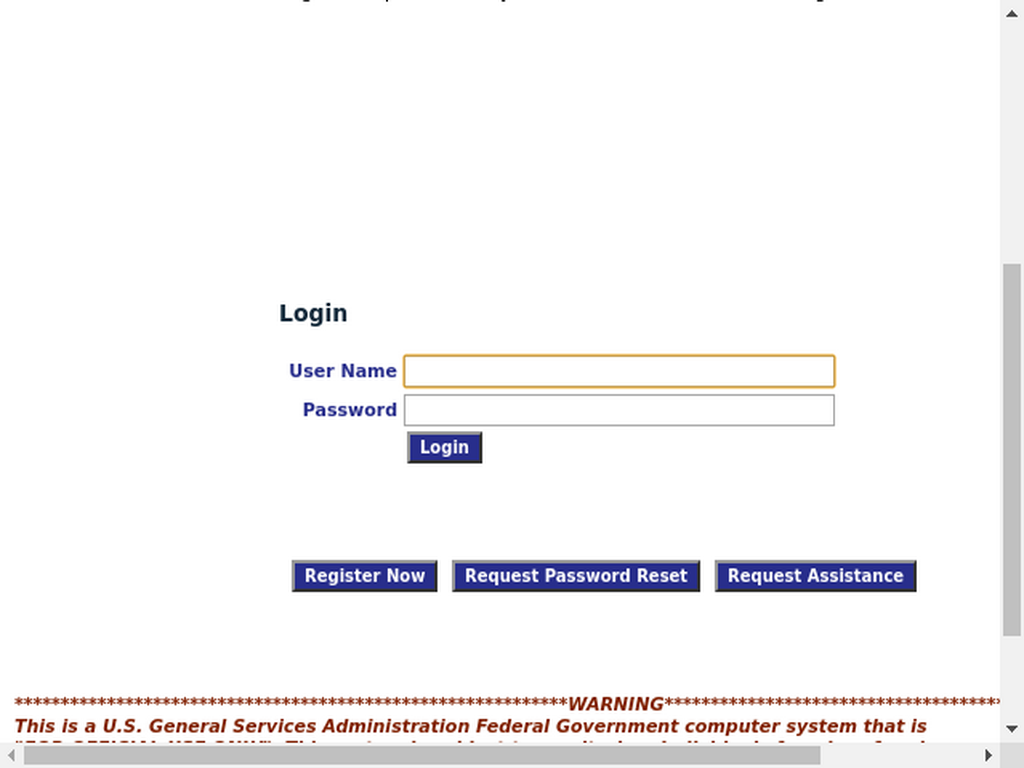 Login
User Name
Password
Login
Register Now Request Password Reset Request Assistance
************************************************************WARNING************************************
This is a U.S. General Services Administration Federal Government computer system that is